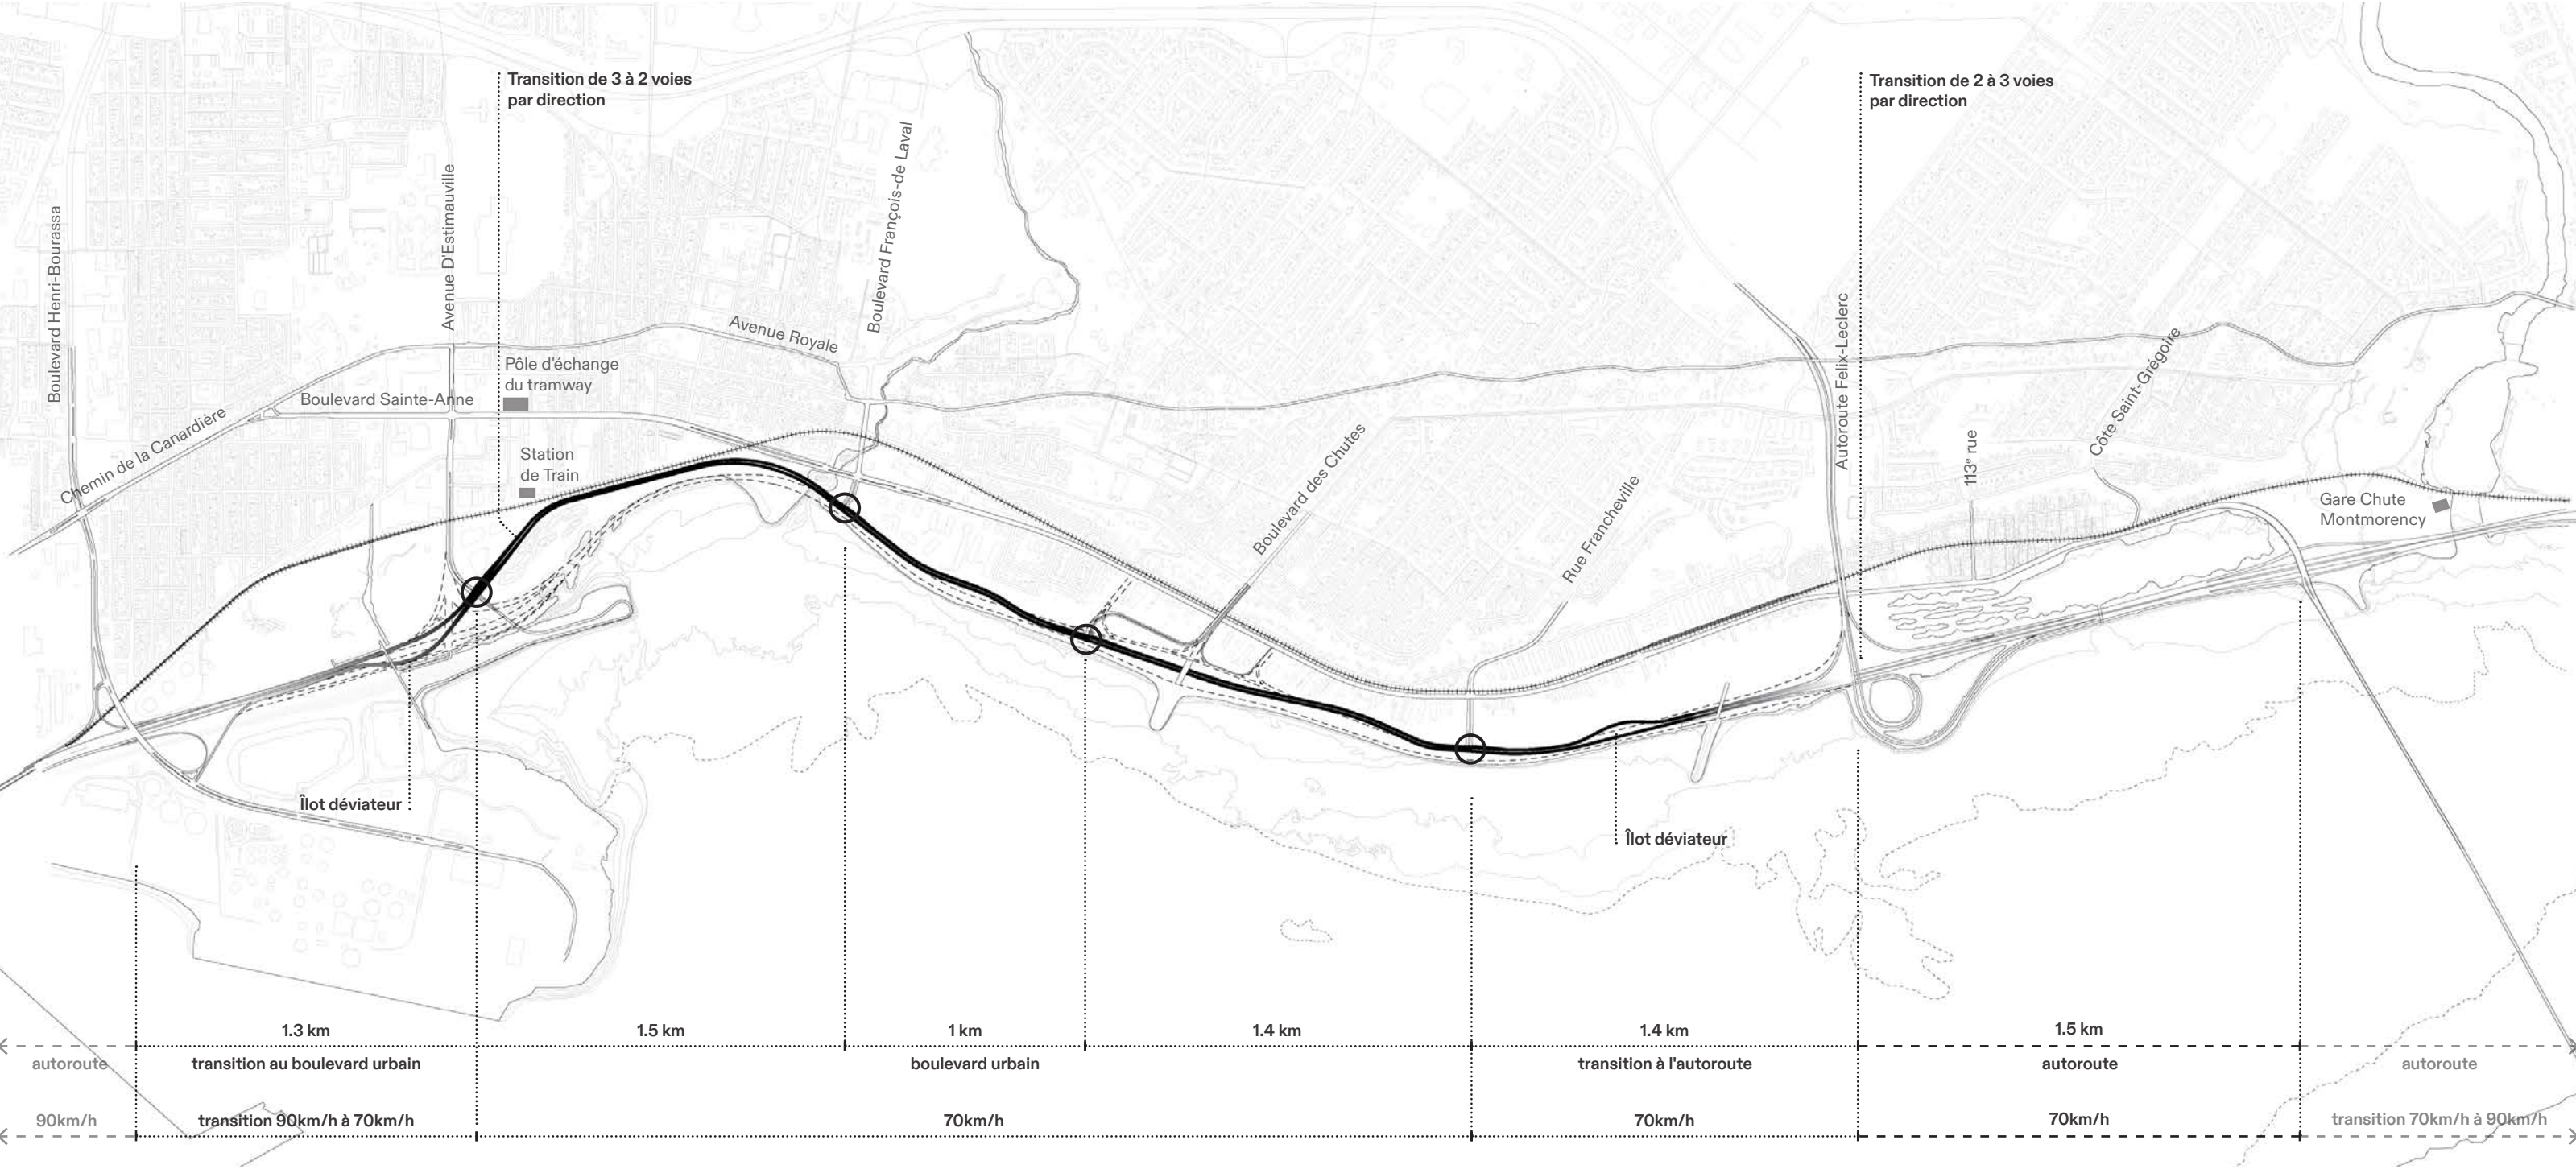 Transition de 3 à 2 voies
par direction
Transition de 2 à 3 voies
par direction
Boulevard Henri-Bourassa
Avenue D'Estimauville
Boulevard François-de Laval
Avenue Royale
Pôle d'échange
du tramway
Boulevard Sainte-Anne
Chemin de la Canardière
Station
de Train
Boulevard des Chutes
Rue Francheville
Autoroute Felix-Leclerc
113e rue
Côte Saint-Grégoire
Gare Chute
Montmorency
Îlot déviateur
Îlot déviateur
1.3 km
1.5 km
1 km
1.4 km
1.4 km
1.5 km
autoroute
transition au boulevard urbain
boulevard urbain
transition à l'autoroute
autoroute
autoroute
90km/h
transition 90km/h à 70km/h
70km/h
70km/h
70km/h
transition 70km/h à 90km/h